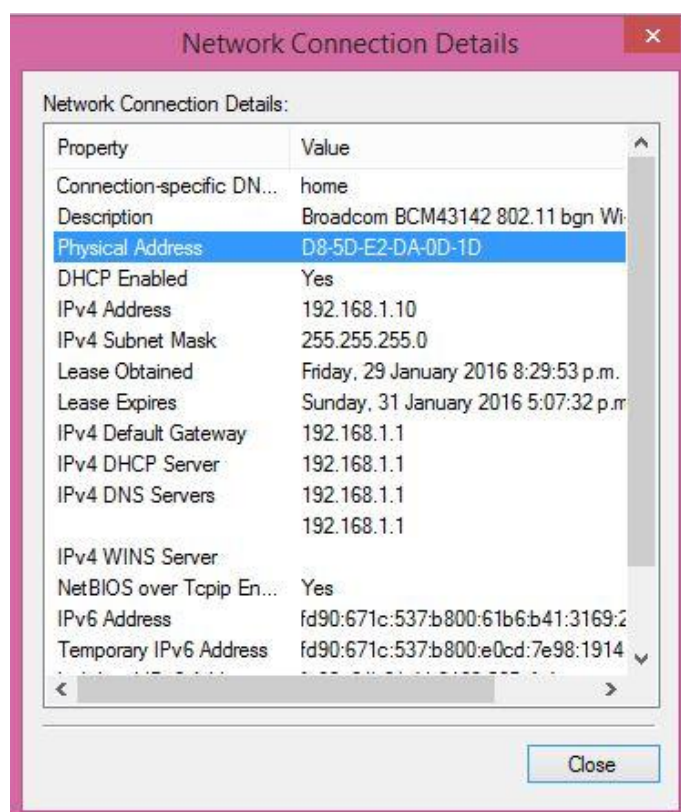 Network Connection Details
Network Connection Details:
Property Value
Connection-specific DN... home
Description Broadcom BCM43142 802.11 bgn Wi-
Physical Address D8-5D-E2-DA-0D-1D
DHCP Enabled Yes
IPv4 Address 192.168.1.10
IPv4 Subnet Mask 255.255.255.0
Lease Obtained Friday, 29 January 2016 8:29:53 p.m.
Lease Expires Sunday, 31 January 2016 5:07:32 p.m
IPv4 Default Gateway 192.168.1.1
IPv4 DHCP Server 192.168.1.1
IPv4 DNS Servers 192.168.1.1
192.168.1.1
IPv4 WINS Server
NetBIOS over Tcpip En... Yes
IPv6 Address fd90:671c:537b:b800:61b6:b41:3169:2
Temporary IPv6 Address fd90:671c:537b:b800:e0cd:7e98:1914
Close